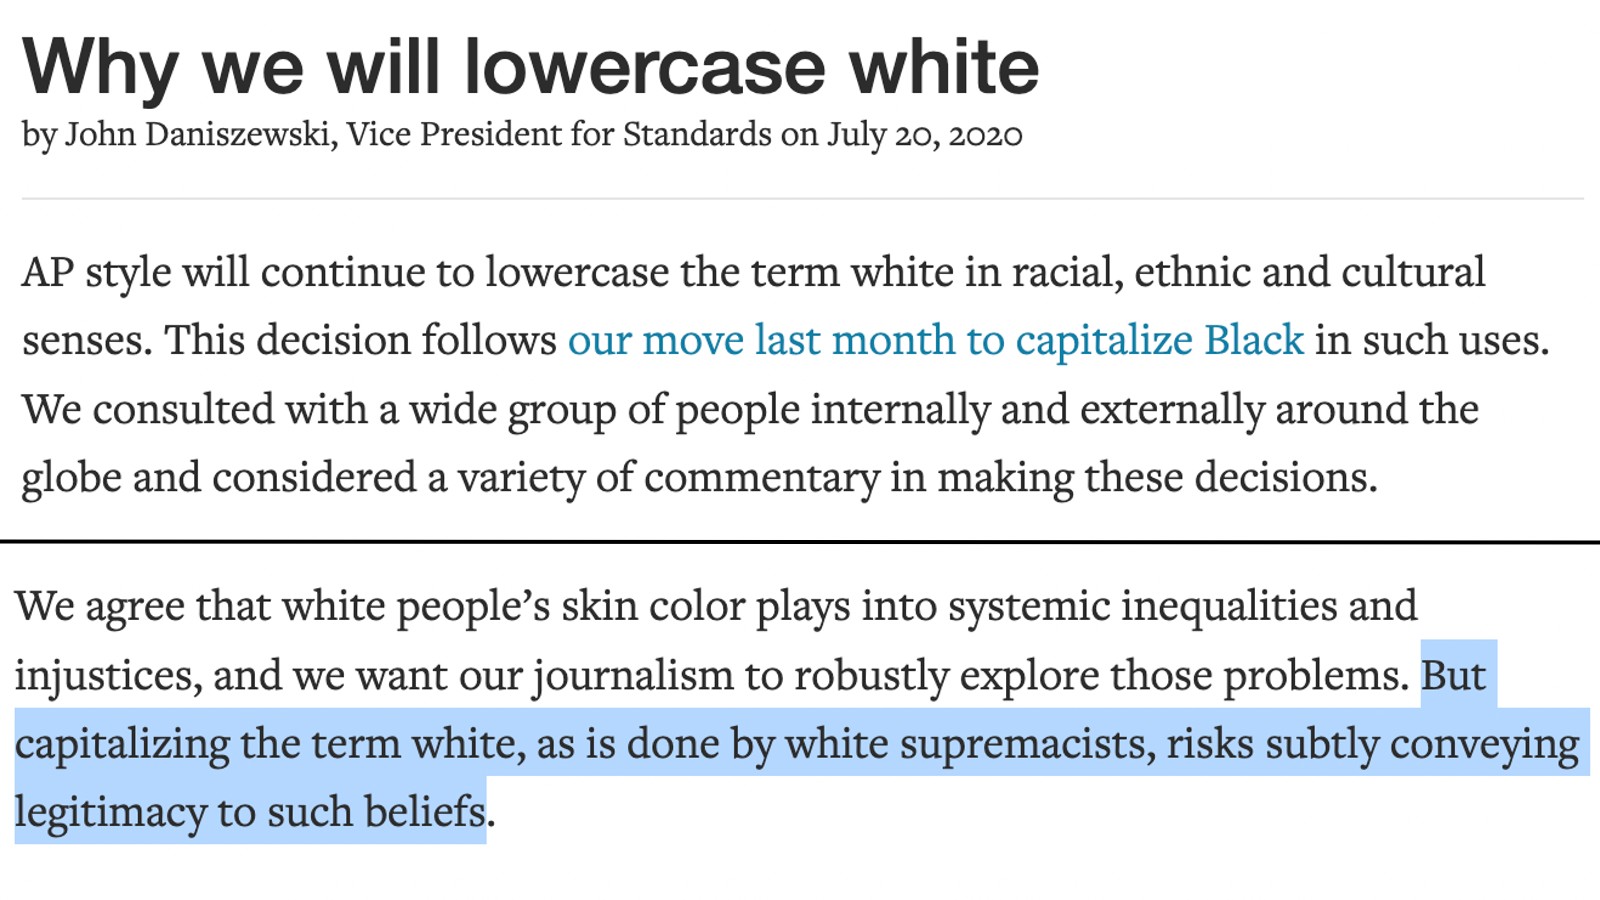 Why we will lowercase white
by John Daniszewski, Vice President for Standards on July 20, 2020
AP style will continue to lowercase the term white in racial, ethnic and cultural
senses. This decision follows our move last month to capitalize Black in such uses.
We consulted with a wide group of people internally and externally around the
globe and considered a variety of commentary in making these decisions.
We agree that white people’s skin color plays into systemic inequalities and
injustices, and we want our journalism to robustly explore those problems. But
capitalizing the term white, as is done by white supremacists, risks subtly conveying
legitimacy to such beliefs.